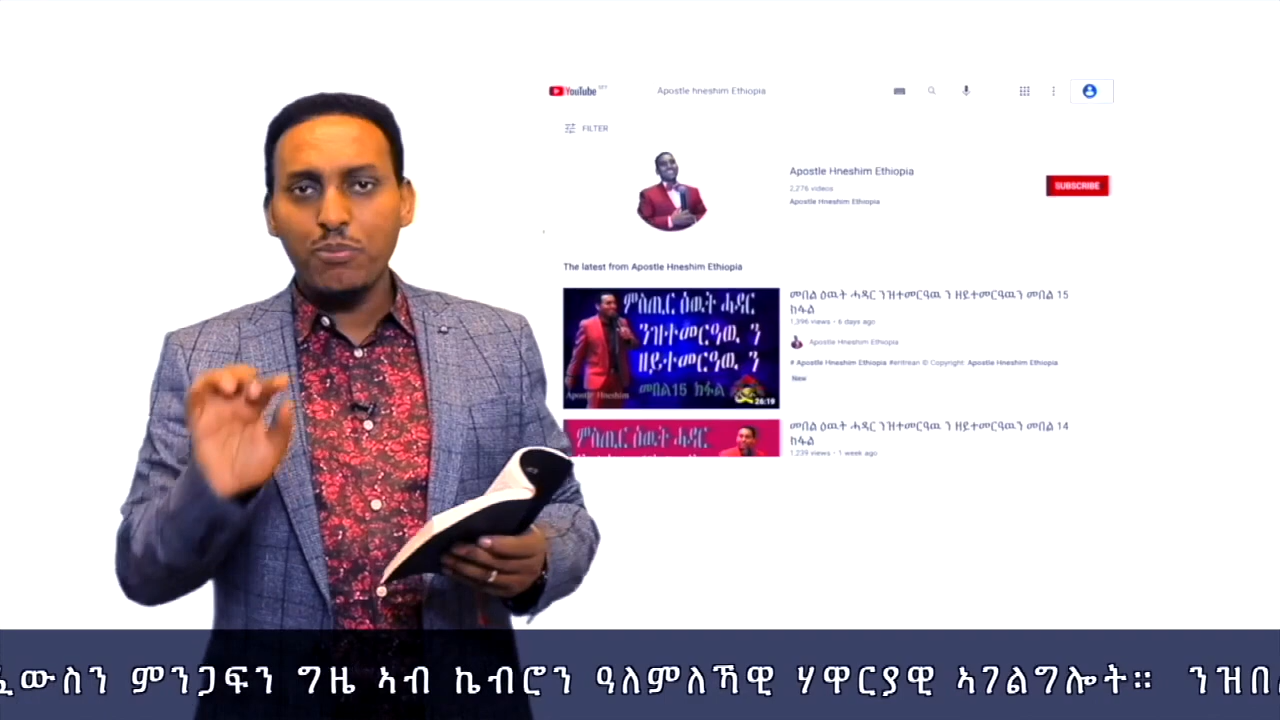 YouTube
Apostle hneshim Ethiopia
FILTER
Apostle Hneshim Ethiopia
2,276 videos
Apostle Hneshim Ethiopia
SUBSCRIBE
The latest from Apostle Hneshim Ethiopia
ምስጢር ዕዉት ሓዳር
ንዝተመርዓዉ ን
ዘይተመርዓዉ ን
መበል15 ክፋል
Apostle Hneshim
26:19
መበል ዕዉት ሓዳር ንዝተመርዓዉ ን ዘይተመርዓዉን መበል 15
ክፋል
1,396 views • 6 days ago
Apostle Hneshim Ethiopia
# Apostle Hneshim Ethiopia #eritrean © Copyright Apostle Hneshim Ethiopia
New
ምስጢር ዕዉት ሓዳር
መበል ዕዉት ሓዳር ንዝተመርዓዉ ን ዘይተመርዓዉን መበል 14
ክፋል
1,239 views • 1 week ago
ምንጋፍን ግዜ ኣብ ኬብሮን ዓለምለኻዊ ሃዋርያዊ ኣገልግሎት።